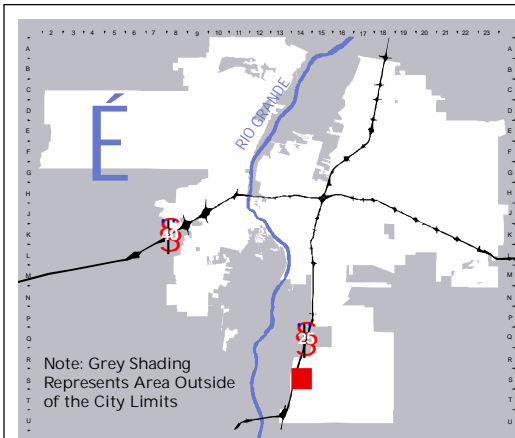 2 3 4 5 6 7 8 9 10 11 12 13 14 15 16 17 18 19 20 21 22 23
A A
B B
C C
D D
E E
F F
G G
H H
J J
K K
L L
M M
N N
P P
Q Q
R R
S S
T T
U U
É
RIO GRANDE
40
25
Note: Grey Shading
Represents Area Outside
of the City Limits